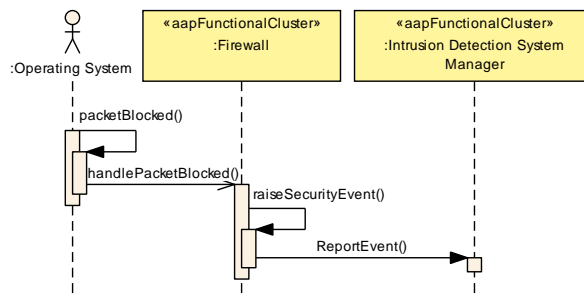 «aapFunctionalCluster»
:Firewall
«aapFunctionalCluster»
:Intrusion Detection System
Manager
:Operating System
packetBlocked()
handlePacketBlocked()
raiseSecurityEvent()
ReportEvent()